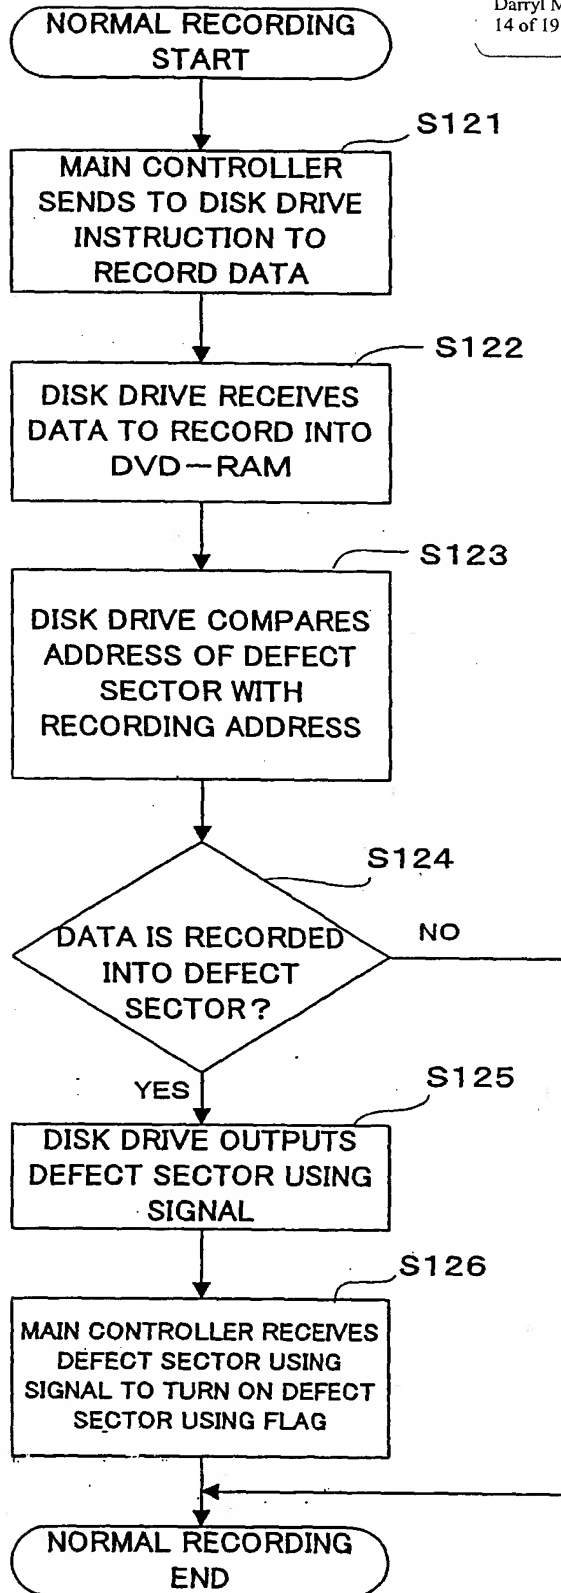 Darryl M
14 of 19
NORMAL RECORDING
START
S121
MAIN CONTROLLER
SENDS TO DISK DRIVE
INSTRUCTION TO
RECORD DATA
S122
DISK DRIVE RECEIVES
DATA TO RECORD INTO
DVD-RAM
S123
DISK DRIVE COMPARES
ADDRESS OF DEFECT
SECTOR WITH
RECORDING ADDRESS
S124
DATA IS RECORDED
INTO DEFECT
SECTOR?
NO
YES
S125
DISK DRIVE OUTPUTS
DEFECT SECTOR USING
SIGNAL
S126
MAIN CONTROLLER RECEIVES
DEFECT SECTOR USING
SIGNAL TO TURN ON DEFECT
SECTOR USING FLAG
NORMAL RECORDING
END